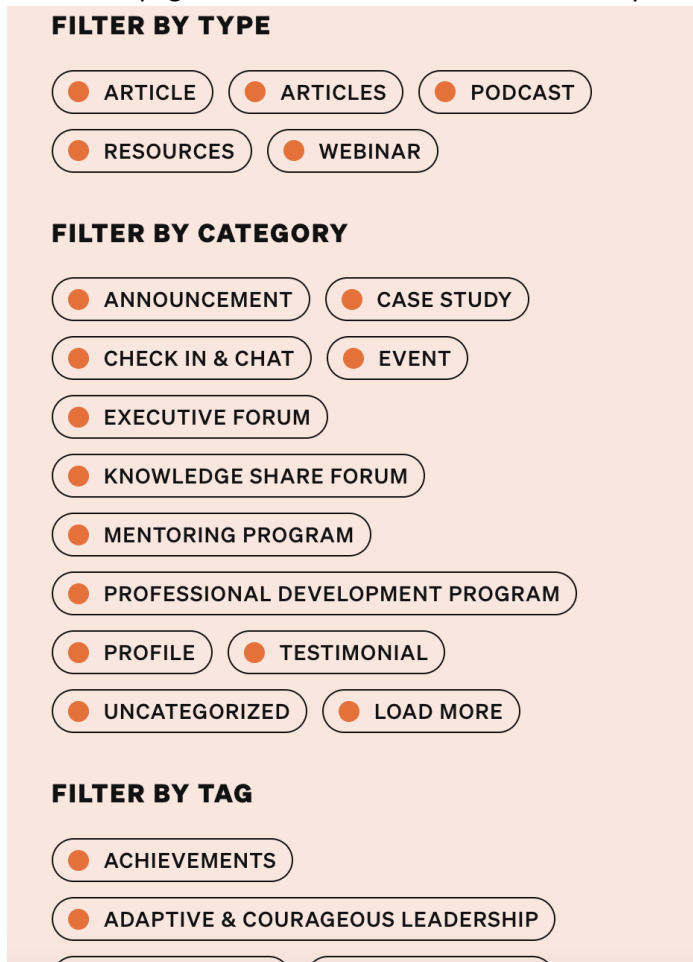 FILTER BY TYPE
ARTICLE ARTICLES PODCAST
RESOURCES WEBINAR
FILTER BY CATEGORY
ANNOUNCEMENT CASE STUDY
CHECK IN & CHAT EVENT
EXECUTIVE FORUM
KNOWLEDGE SHARE FORUM
MENTORING PROGRAM
PROFESSIONAL DEVELOPMENT PROGRAM
PROFILE TESTIMONIAL
UNCATEGORIZED LOAD MORE
FILTER BY TAG
ACHIEVEMENTS
ADAPTIVE & COURAGEOUS LEADERSHIP